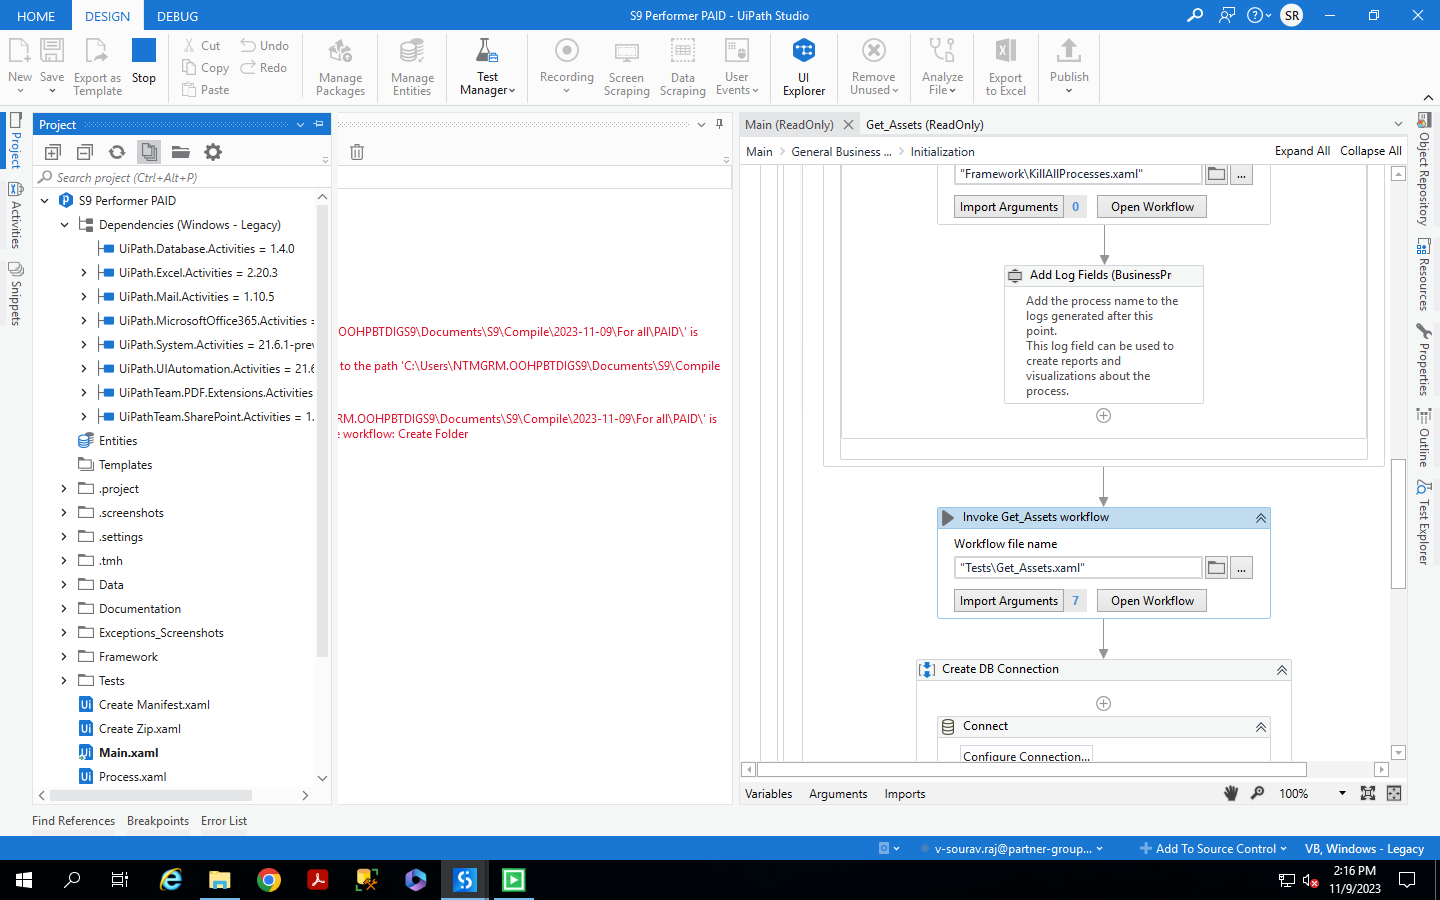 HOME
DESIGN
DEBUG
S9 Performer PAID - UiPath Studio
SR
New
Save
Export as
Template
Stop
Cut
Copy
Paste
Undo
Redo
Manage
Packages
Manage
Entities
Test
Manager
Recording
Screen
Scraping
Data
Scraping
User
Events
UI
Explorer
Remove
Unused
Analyze
File
Export
to Excel
Publish
Project
Activities
Snippets
Project
Search project (Ctrl+Alt+P)
S9 Performer PAID
Dependencies (Windows - Legacy)
UiPath.Database.Activities = 1.4.0
UiPath.Excel.Activities = 2.20.3
UiPath.Mail.Activities = 1.10.5
UiPath.MicrosoftOffice365.Activities =
UiPath.System.Activities = 21.6.1-prev
UiPath.UIAutomation.Activities = 21.6
UiPathTeam.PDF.Extensions.Activities
UiPathTeam.SharePoint.Activities = 1.
Entities
Templates
.project
.screenshots
.settings
.tmh
Data
Documentation
Exceptions_Screenshots
Framework
Tests
Create Manifest.xaml
Create Zip.xaml
Main.xaml
Process.xaml
.OOHPBTDIGS9\Documents\S9\Compile\2023-11-09\For all\PAID\' is
to the path 'C:\Users\NTMGRM.OOHPBTDIGS9\Documents\S9\Compile
RM.OOHPBTDIGS9\Documents\S9\Compile\2023-11-09\For all\PAID\' is
e workflow: Create Folder
Main (ReadOnly)
Get_Assets (ReadOnly)
Main
General Business ...
Initialization
Expand All
Collapse All
"Framework\KillAllProcesses.xaml"
...
Import Arguments
0
Open Workflow
Add Log Fields (BusinessPr
Add the process name to the
logs generated after this
point.
This log field can be used to
create reports and
visualizations about the
process.
Invoke Get_Assets workflow
Workflow file name
"Tests\Get_Assets.xaml"
...
Import Arguments
7
Open Workflow
Create DB Connection
Connect
Configure Connection...
Variables
Arguments
Imports
100%
Object Repository
Resources
Properties
Outline
Test Explorer
Find References
Breakpoints
Error List
v-sourav.raj@partner-group...
Add To Source Control
VB, Windows - Legacy
2:16 PM
11/9/2023